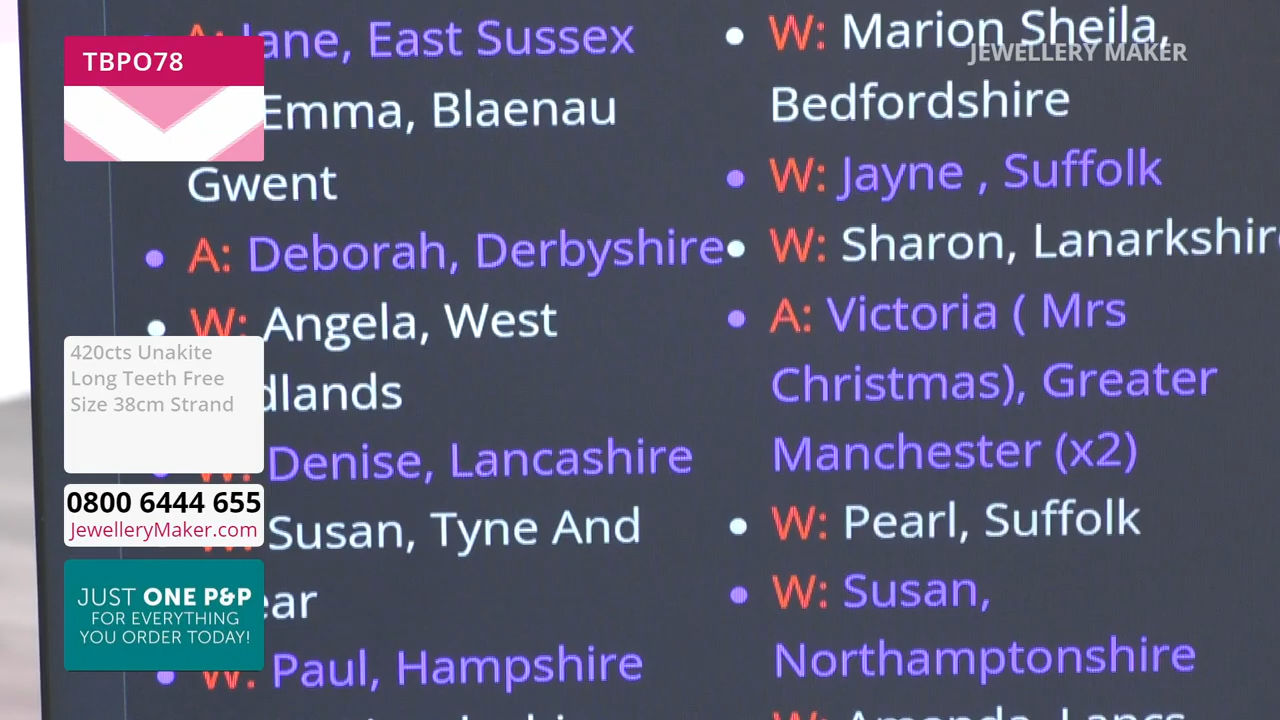 TBPO78
420cts Unakite
Long Teeth Free
Size 38cm Strand
0800 6444 655
JewelleryMaker.com
JUST ONE P&P
FOR EVERYTHING
YOU ORDER TODAY!
A: Jane, East Sussex
Emma, Blaenau
Gwent
A: Deborah, Derbyshire
W: Angela, West
dlands
W: Denise, Lancashire
W: Susan, Tyne And
ear
W: Paul, Hampshire
JEWELLERY MAKER
W: Marion Sheila,
Bedfordshire
W: Jayne , Suffolk
W: Sharon, Lanarkshire
A: Victoria ( Mrs
Christmas), Greater
Manchester (x2)
W: Pearl, Suffolk
W: Susan,
Northamptonshire
W: Amanda, Lancs